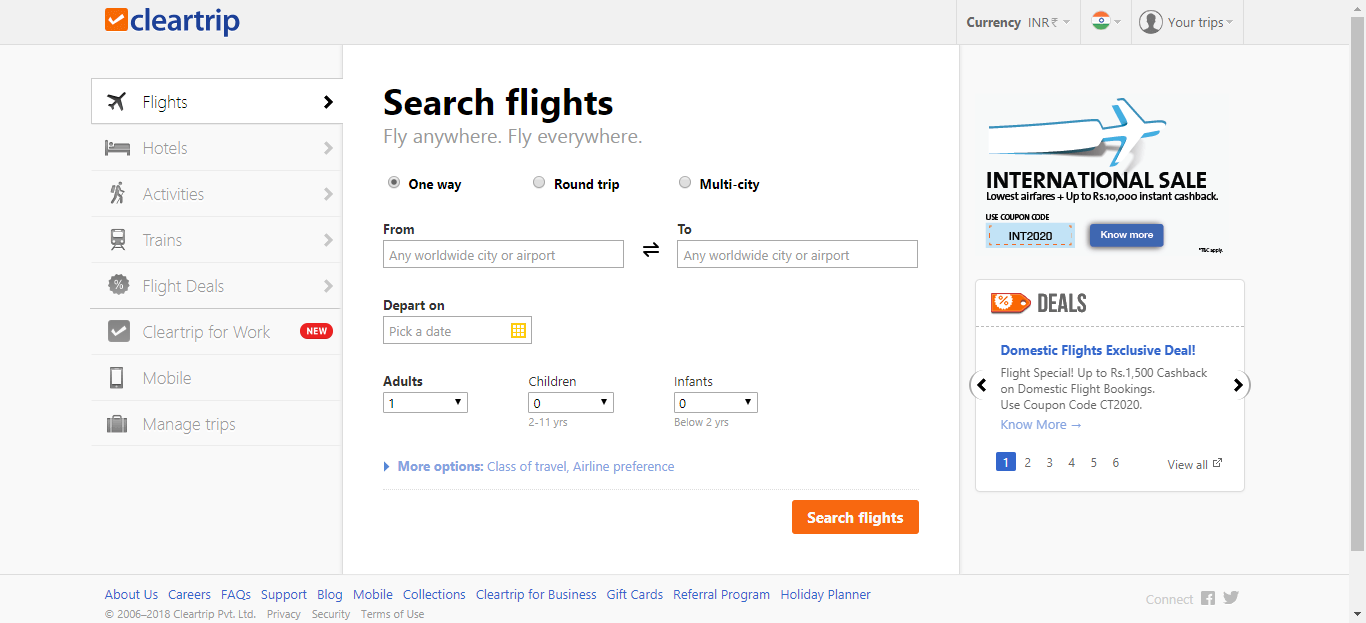 cleartrip
Currency INR₹
Your trips
Flights
Hotels
Activities
Trains
Flight Deals
Cleartrip for Work NEW
Mobile
Manage trips
Search flights
Fly anywhere. Fly everywhere.
One way Round trip Multi-city
From To
Any worldwide city or airport Any worldwide city or airport
Depart on
Pick a date
Adults Children Infants
1 0 0
2-11 yrs Below 2 yrs
More options: Class of travel, Airline preference
Search flights
INTERNATIONAL SALE
Lowest airfares + Up to Rs.10,000 instant cashback.
USE COUPON CODE
INT2020 Know more
*T&C apply.
% DEALS
Domestic Flights Exclusive Deal!
Flight Special! Up to Rs.1,500 Cashback
on Domestic Flight Bookings.
Use Coupon Code CT2020.
Know More →
1 2 3 4 5 6 View all
About Us Careers FAQs Support Blog Mobile Collections Cleartrip for Business Gift Cards Referral Program Holiday Planner
© 2006–2018 Cleartrip Pvt. Ltd. Privacy Security Terms of Use
Connect